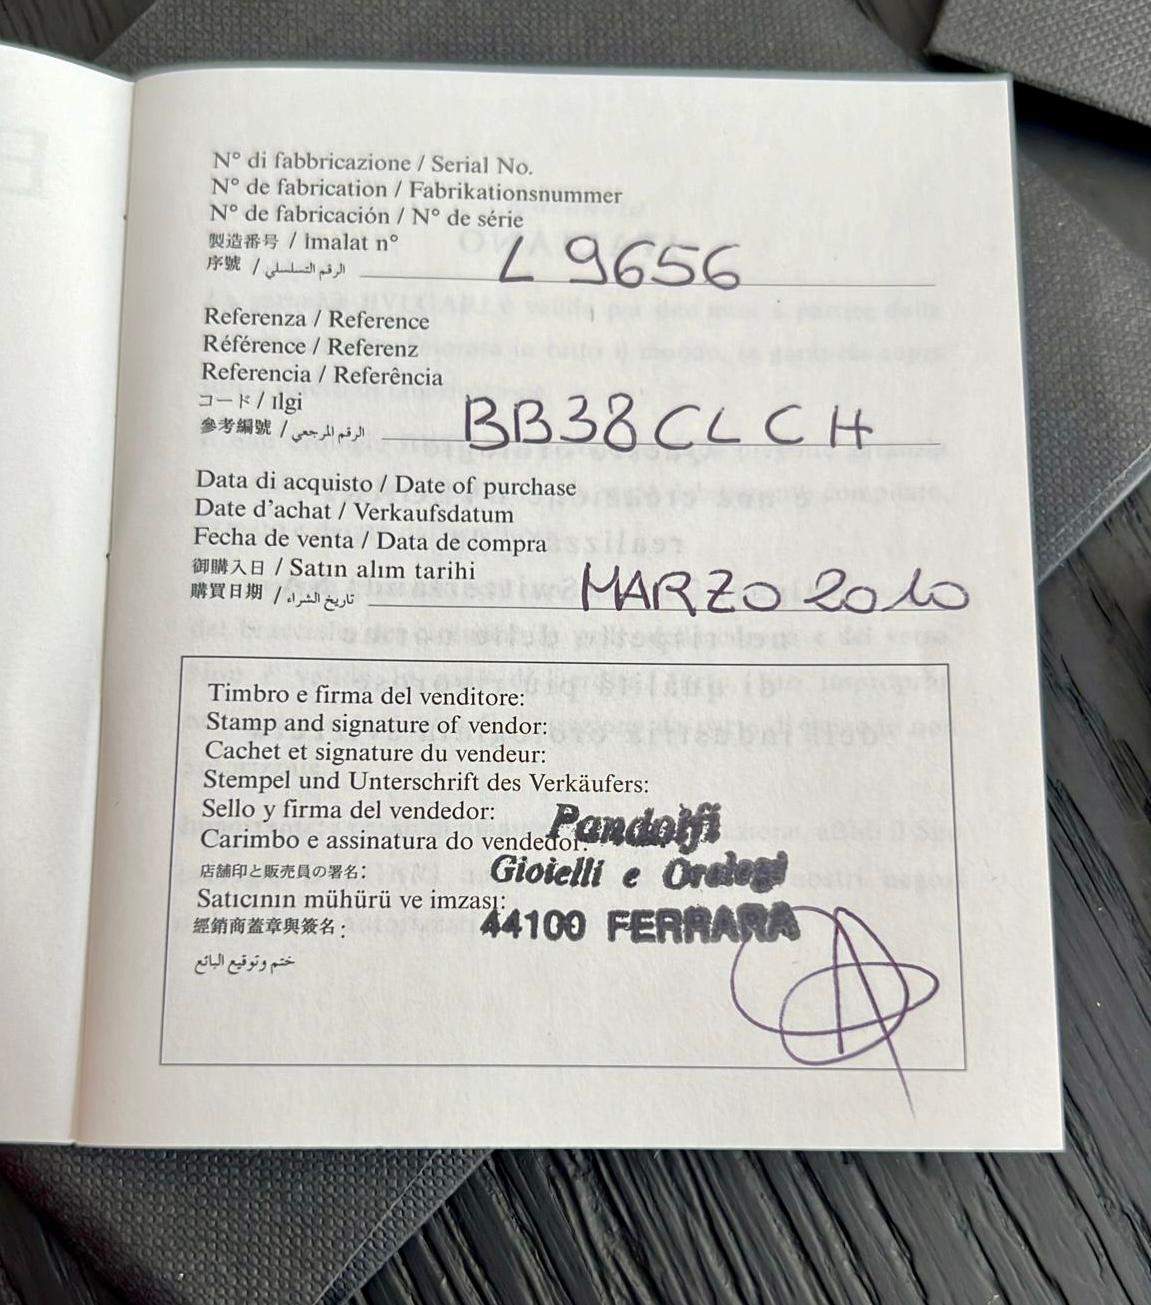 N° di fabbricazione / Serial No.
N° de fabrication / Fabrikationsnummer
N° de fabricación / N° de série
製造番号 / İmalat n°
序號 / الرقم التسلسلي L 9656
Referenza / Reference
Référence / Referenz
Referencia / Referência
コード / Ilgi
參考編號 / الرقم المرجعي BB38CLCH
Data di acquisto / Date of purchase
Date d'achat / Verkaufsdatum
Fecha de venta / Data de compra
御購入日 / Satın alım tarihi
購買日期 / تاريخ الشراء MARZO 2010
Timbro e firma del venditore:
Stamp and signature of vendor:
Cachet et signature du vendeur:
Stempel und Unterschrift des Verkäufers:
Sello y firma del vendedor:
Carimbo e assinatura do vendedor:
店舗印と販売員の署名:
Satıcının mühürü ve imzası:
經銷商蓋章與簽名:
ختم وتوقيع البائع
Pandolfi
Gioielli e Orologi
44100 FERRARA